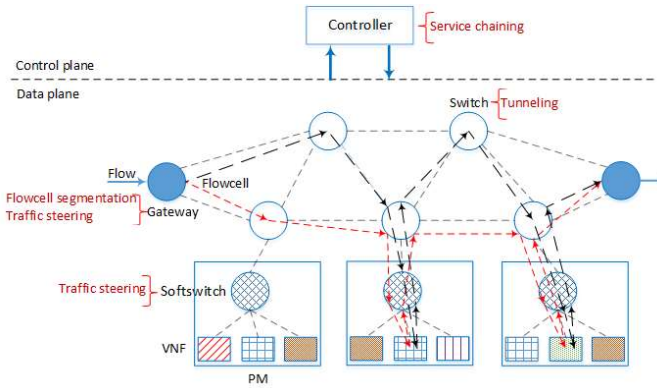 Controller
Service chaining
Control plane
Data plane
Switch
Tunneling
Flow
Flowcell
Flowcell segmentation
Traffic steering
Gateway
Traffic steering
Softswitch
VNF
PM